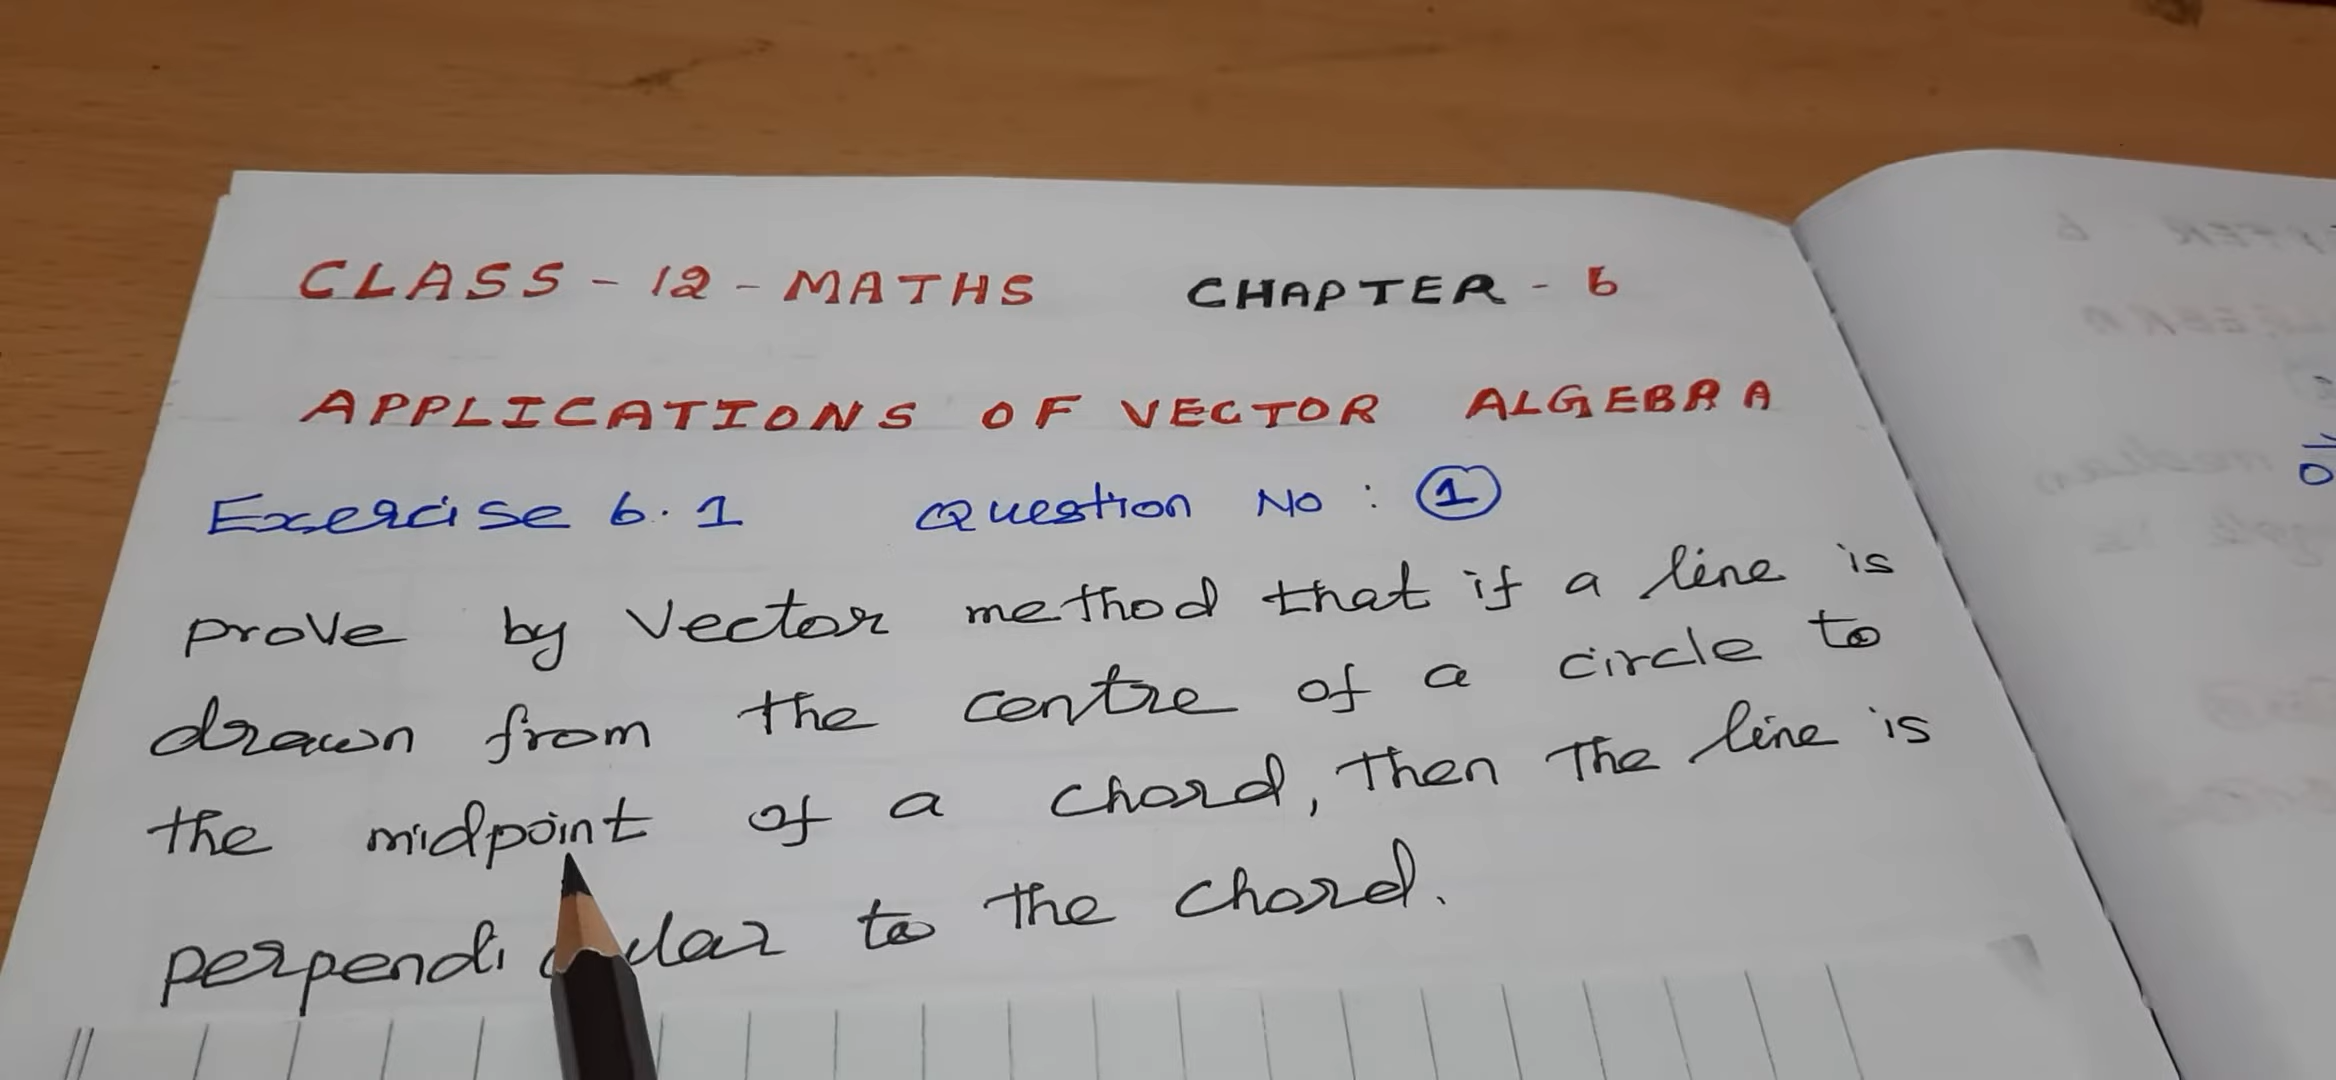 CLASS - 12 - MATHS CHAPTER - 6
APPLICATIONS OF VECTOR ALGEBRA
Exercise 6.1 Question No : 1
prove by Vector method that if a line is
drawn from the centre of a circle to
the midpoint of a chord, then the line is
to the chord.